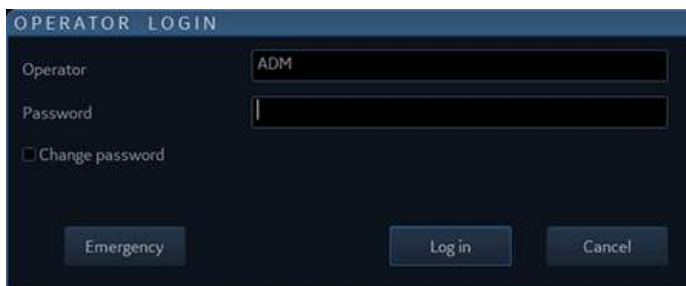 OPERATOR LOGIN
Operator ADM
Password
Change password
Emergency Log in Cancel